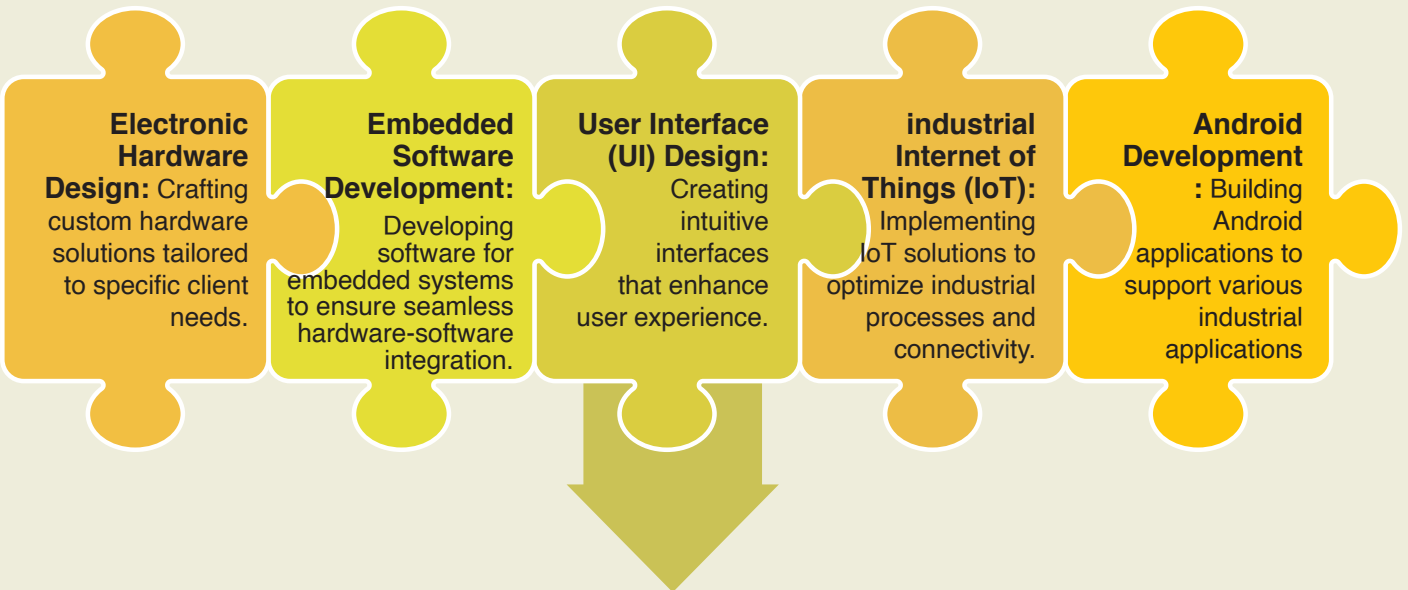 Electronic
Hardware
Design: Crafting
custom hardware
solutions tailored
to specific client
needs.
Embedded
Software
Development:
Developing
software for
embedded systems
to ensure seamless
hardware-software
integration.
User Interface
(UI) Design:
Creating
intuitive
interfaces
that enhance
user experience.
industrial
Internet of
Things (IoT):
Implementing
IoT solutions to
optimize industrial
processes and
connectivity.
Android
Development
: Building
Android
applications to
support various
industrial
applications